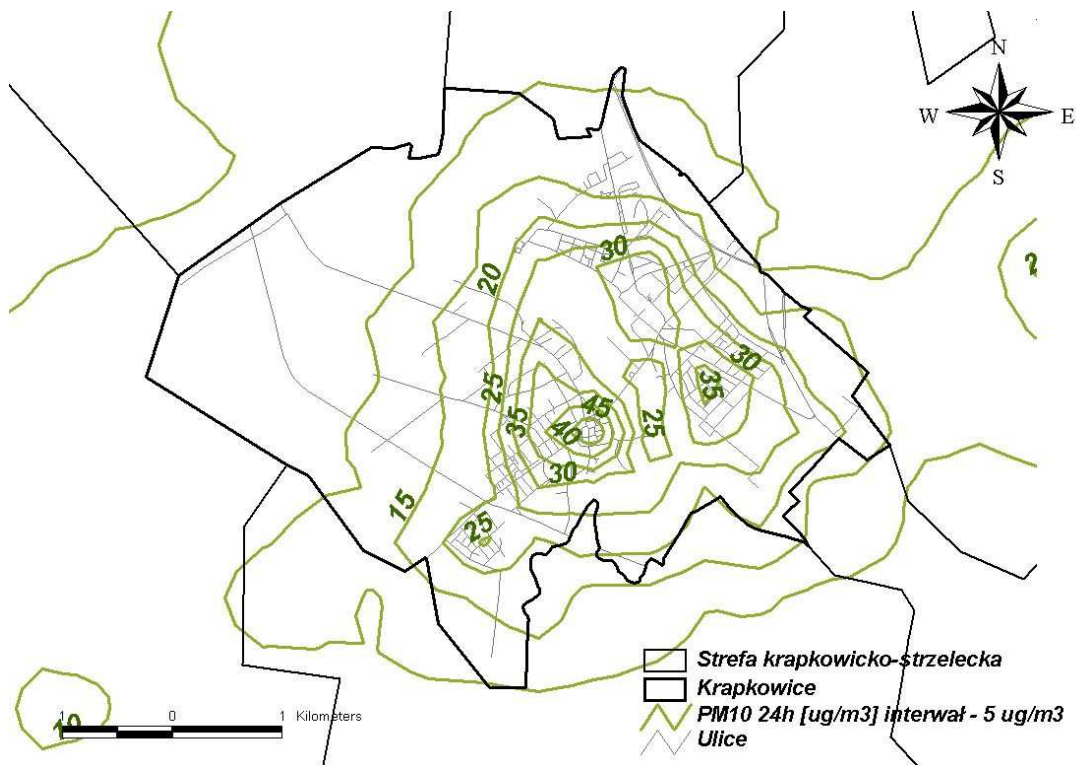 N
W E
S
30
20
30
25
35
35
45
40
25
30
15
25
10
1 0 1 Kilometers
Strefa krapkowicko-strzelecka
Krapkowice
PM10 24h [ug/m3] interwał - 5 ug/m3
Ulice